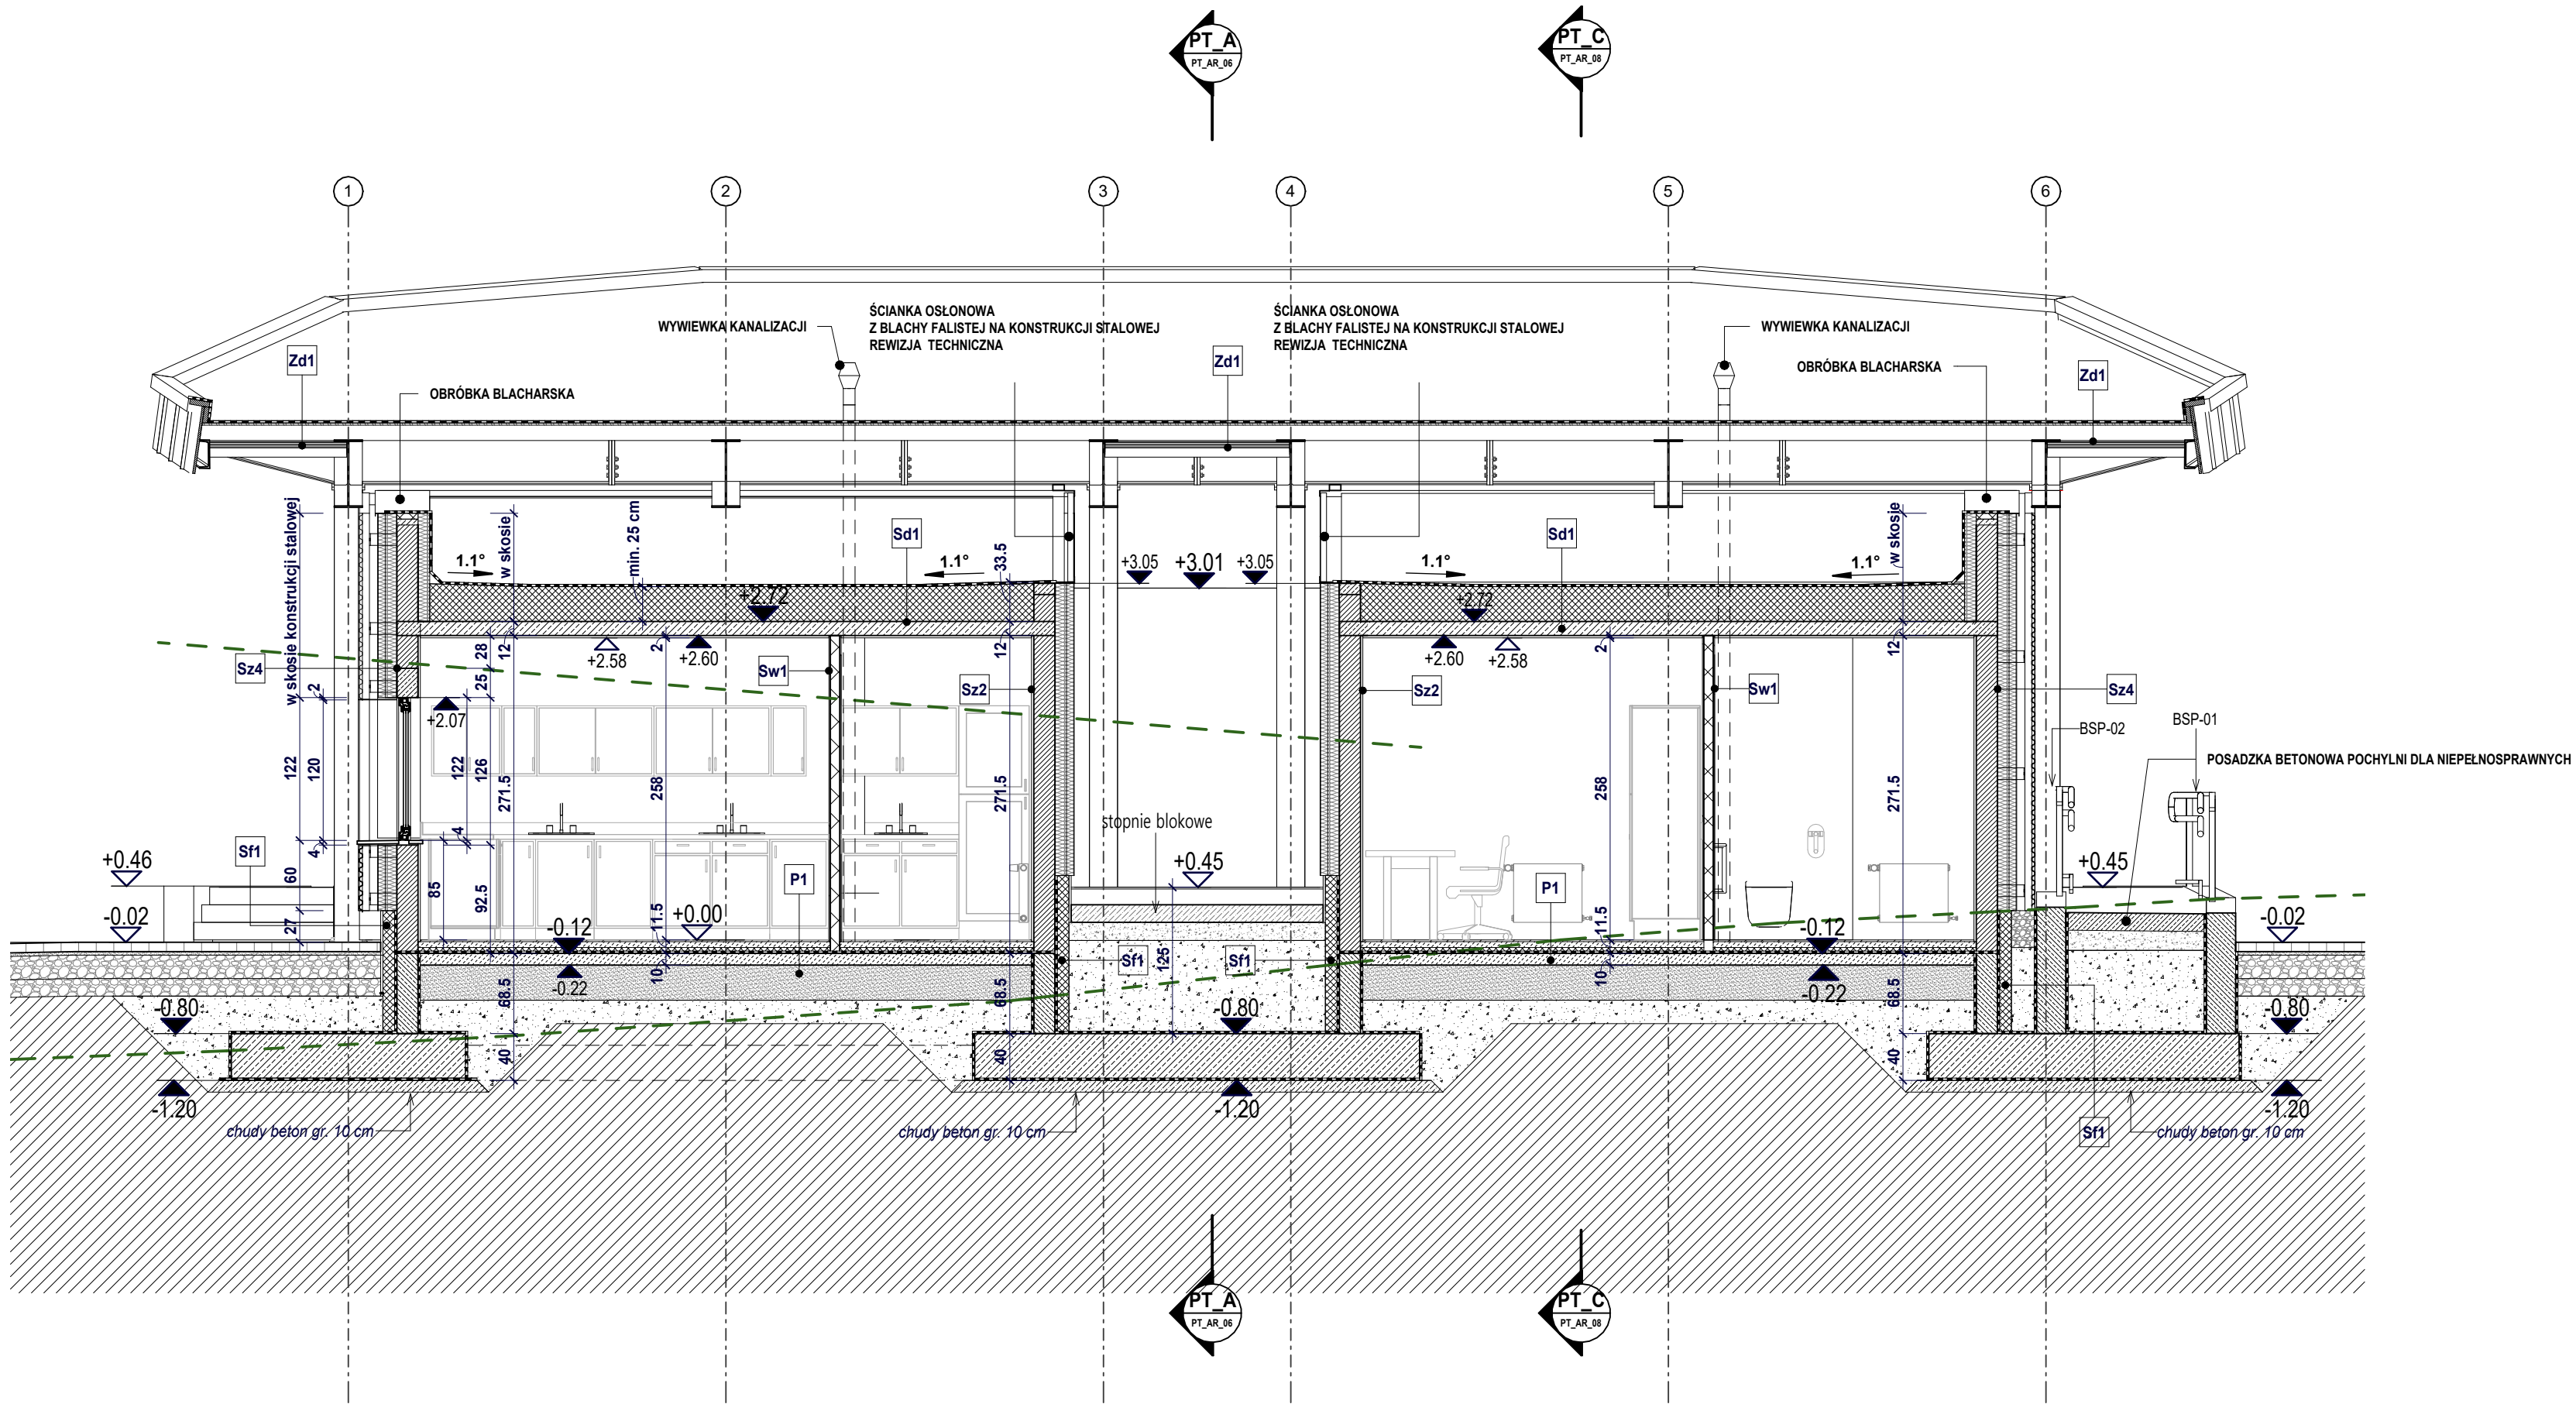 PT_A
PT_AR_06
PT_C
PT_AR_08
1
2
3
4
5
6
ŚCIANKA OSŁONOWA
Z BLACHY FALISTEJ NA KONSTRUKCJI STALOWEJ
REWIZJA TECHNICZNA
ŚCIANKA OSŁONOWA
Z BLACHY FALISTEJ NA KONSTRUKCJI STALOWEJ
REWIZJA TECHNICZNA
WYWIEWKA KANALIZACJI
WYWIEWKA KANALIZACJI
Zd1
Zd1
Zd1
OBRÓBKA BLACHARSKA
OBRÓBKA BLACHARSKA
w skosie konstrukcji stalowej
w skosie
min. 25 cm
Sd1
33.5
Sd1
w skosie
1.1°
1.1°
1.1°
1.1°
+3.05
+3.01
+3.05
+2.72
+2.72
28
12
2
12
2
12
+2.58
+2.60
+2.60
+2.58
Sz4
25
Sw1
Sz2
Sz2
Sw1
Sz4
2
+2.07
BSP-02
BSP-01
POSADZKA BETONOWA POCHYLNI DLA NIEPEŁNOSPRAWNYCH
122
120
122
126
271.5
258
271.5
258
271.5
stopnie blokowe
4
4
Sf1
+0.46
60
85
92.5
P1
+0.45
P1
+0.45
27
-0.02
-0.12
11.5
+0.00
11.5
-0.12
-0.02
Sf1
125
Sf1
-0.22
10
10
-0.22
68.5
68.5
68.5
-0.80
-0.80
-0.80
40
40
40
-1.20
-1.20
-1.20
chudy beton gr. 10 cm
chudy beton gr. 10 cm
Sf1
chudy beton gr. 10 cm
PT_A
PT_AR_06
PT_C
PT_AR_08